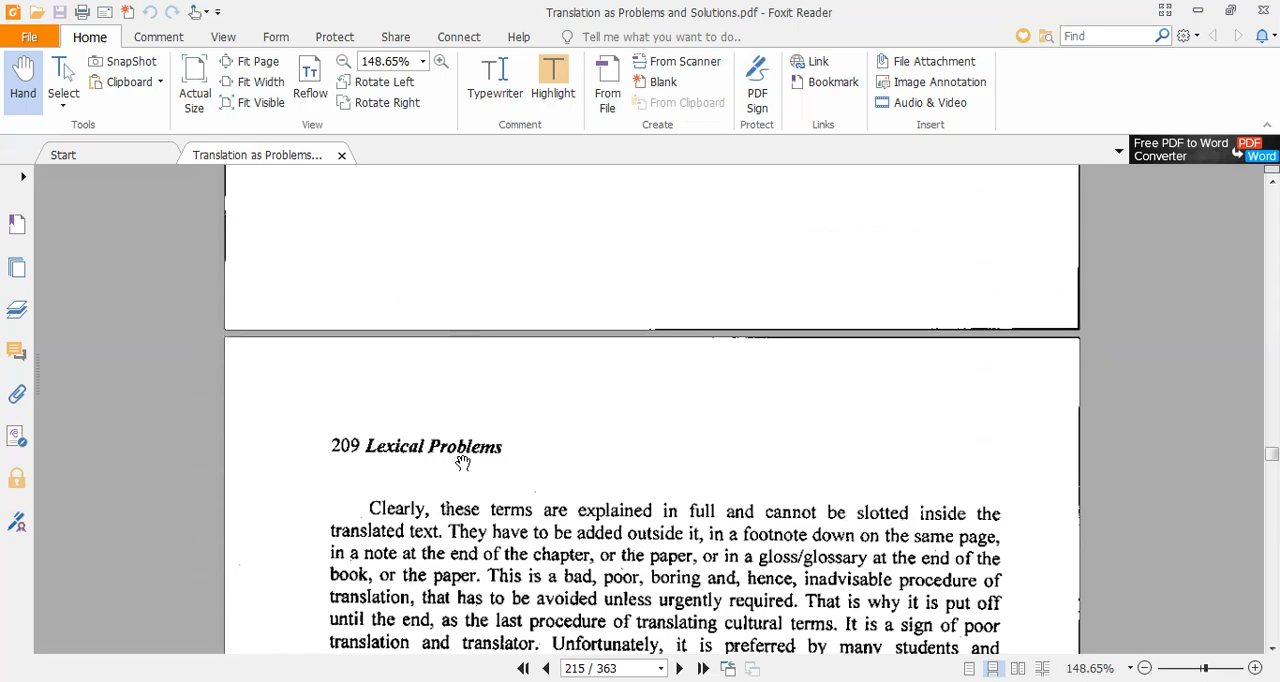 Translation as Problems and Solutions.pdf - Foxit Reader
File Home Comment View Form Protect Share Connect Help Tell me what you want to do.. Find
Hand
Select
SnapShot
Clipboard
Tools
Actual Size
Fit Page
Fit Width
Fit Visible
Reflow
148.65%
Rotate Left
Rotate Right
View
Typewriter
Highlight
Comment
From File
From Scanner
Blank
From Clipboard
Create
PDF Sign
Protect
Link
Bookmark
Links
File Attachment
Image Annotation
Audio & Video
Insert
Start
Translation as Problems...
Free PDF to Word
Converter
PDF
Word
209 Lexical Problems
Clearly, these terms are explained in full and cannot be slotted inside the
translated text. They have to be added outside it, in a footnote down on the same page,
in a note at the end of the chapter, or the paper, or in a gloss/glossary at the end of the
book, or the paper. This is a bad, poor, boring and, hence, inadvisable procedure of
translation, that has to be avoided unless urgently required. That is why it is put off
until the end, as the last procedure of translating cultural terms. It is a sign of poor
translation and translator. Unfortunately, it is preferred by many students and
215 / 363
148.65%